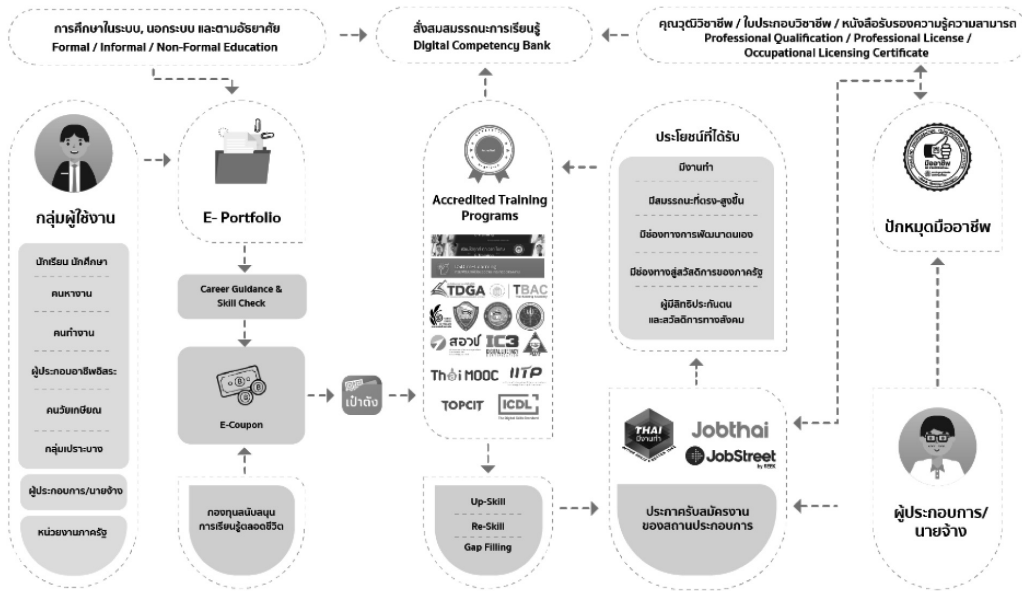 การศึกษาในระบบ, นอกระบบ และตามอัธยาศัย
Formal / Informal / Non-Formal Education
สั่งสมสมรรถนะการเรียนรู้
Digital Competency Bank
คุณวุฒิวิชาชีพ / ใบประกอบวิชาชีพ / หนังสือรับรองความรู้ความสามารถ
Professional Qualification / Professional License /
Occupational Licensing Certificate
กลุ่มผู้ใช้งาน
นักเรียน นักศึกษา
คนหางาน
คนทำงาน
ผู้ประกอบอาชีพอิสระ
คนวัยเกษียณ
กลุ่มเปราะบาง
ผู้ประกอบการ/นายจ้าง
หน่วยงานภาครัฐ
E- Portfolio
Career Guidance &
Skill Check
E-Coupon
กองทุนสนับสนุน
การเรียนรู้ตลอดชีวิต
เป๋าตัง
Accredited Training
Programs
TDGA
TBAC
สอวช
IC3
Thai MOOC
IITP
TOPCIT
ICDL
Up-Skill
Re-Skill
Gap Filling
ประโยชน์ที่ได้รับ
มีงานทำ
มีสมรรถนะที่ตรง-สูงขึ้น
มีช่องทางการพัฒนาตนเอง
มีช่องทางสู่สวัสดิการของภาครัฐ
ผู้มีสิทธิประกันตน
และสวัสดิการทางสังคม
THAI
มีงานทำ
Jobthai
JobStreet
by SEEK
ประกาศรับสมัครงาน
ของสถานประกอบการ
มืออาชีพ
ปักหมุดมืออาชีพ
ผู้ประกอบการ/
นายจ้าง